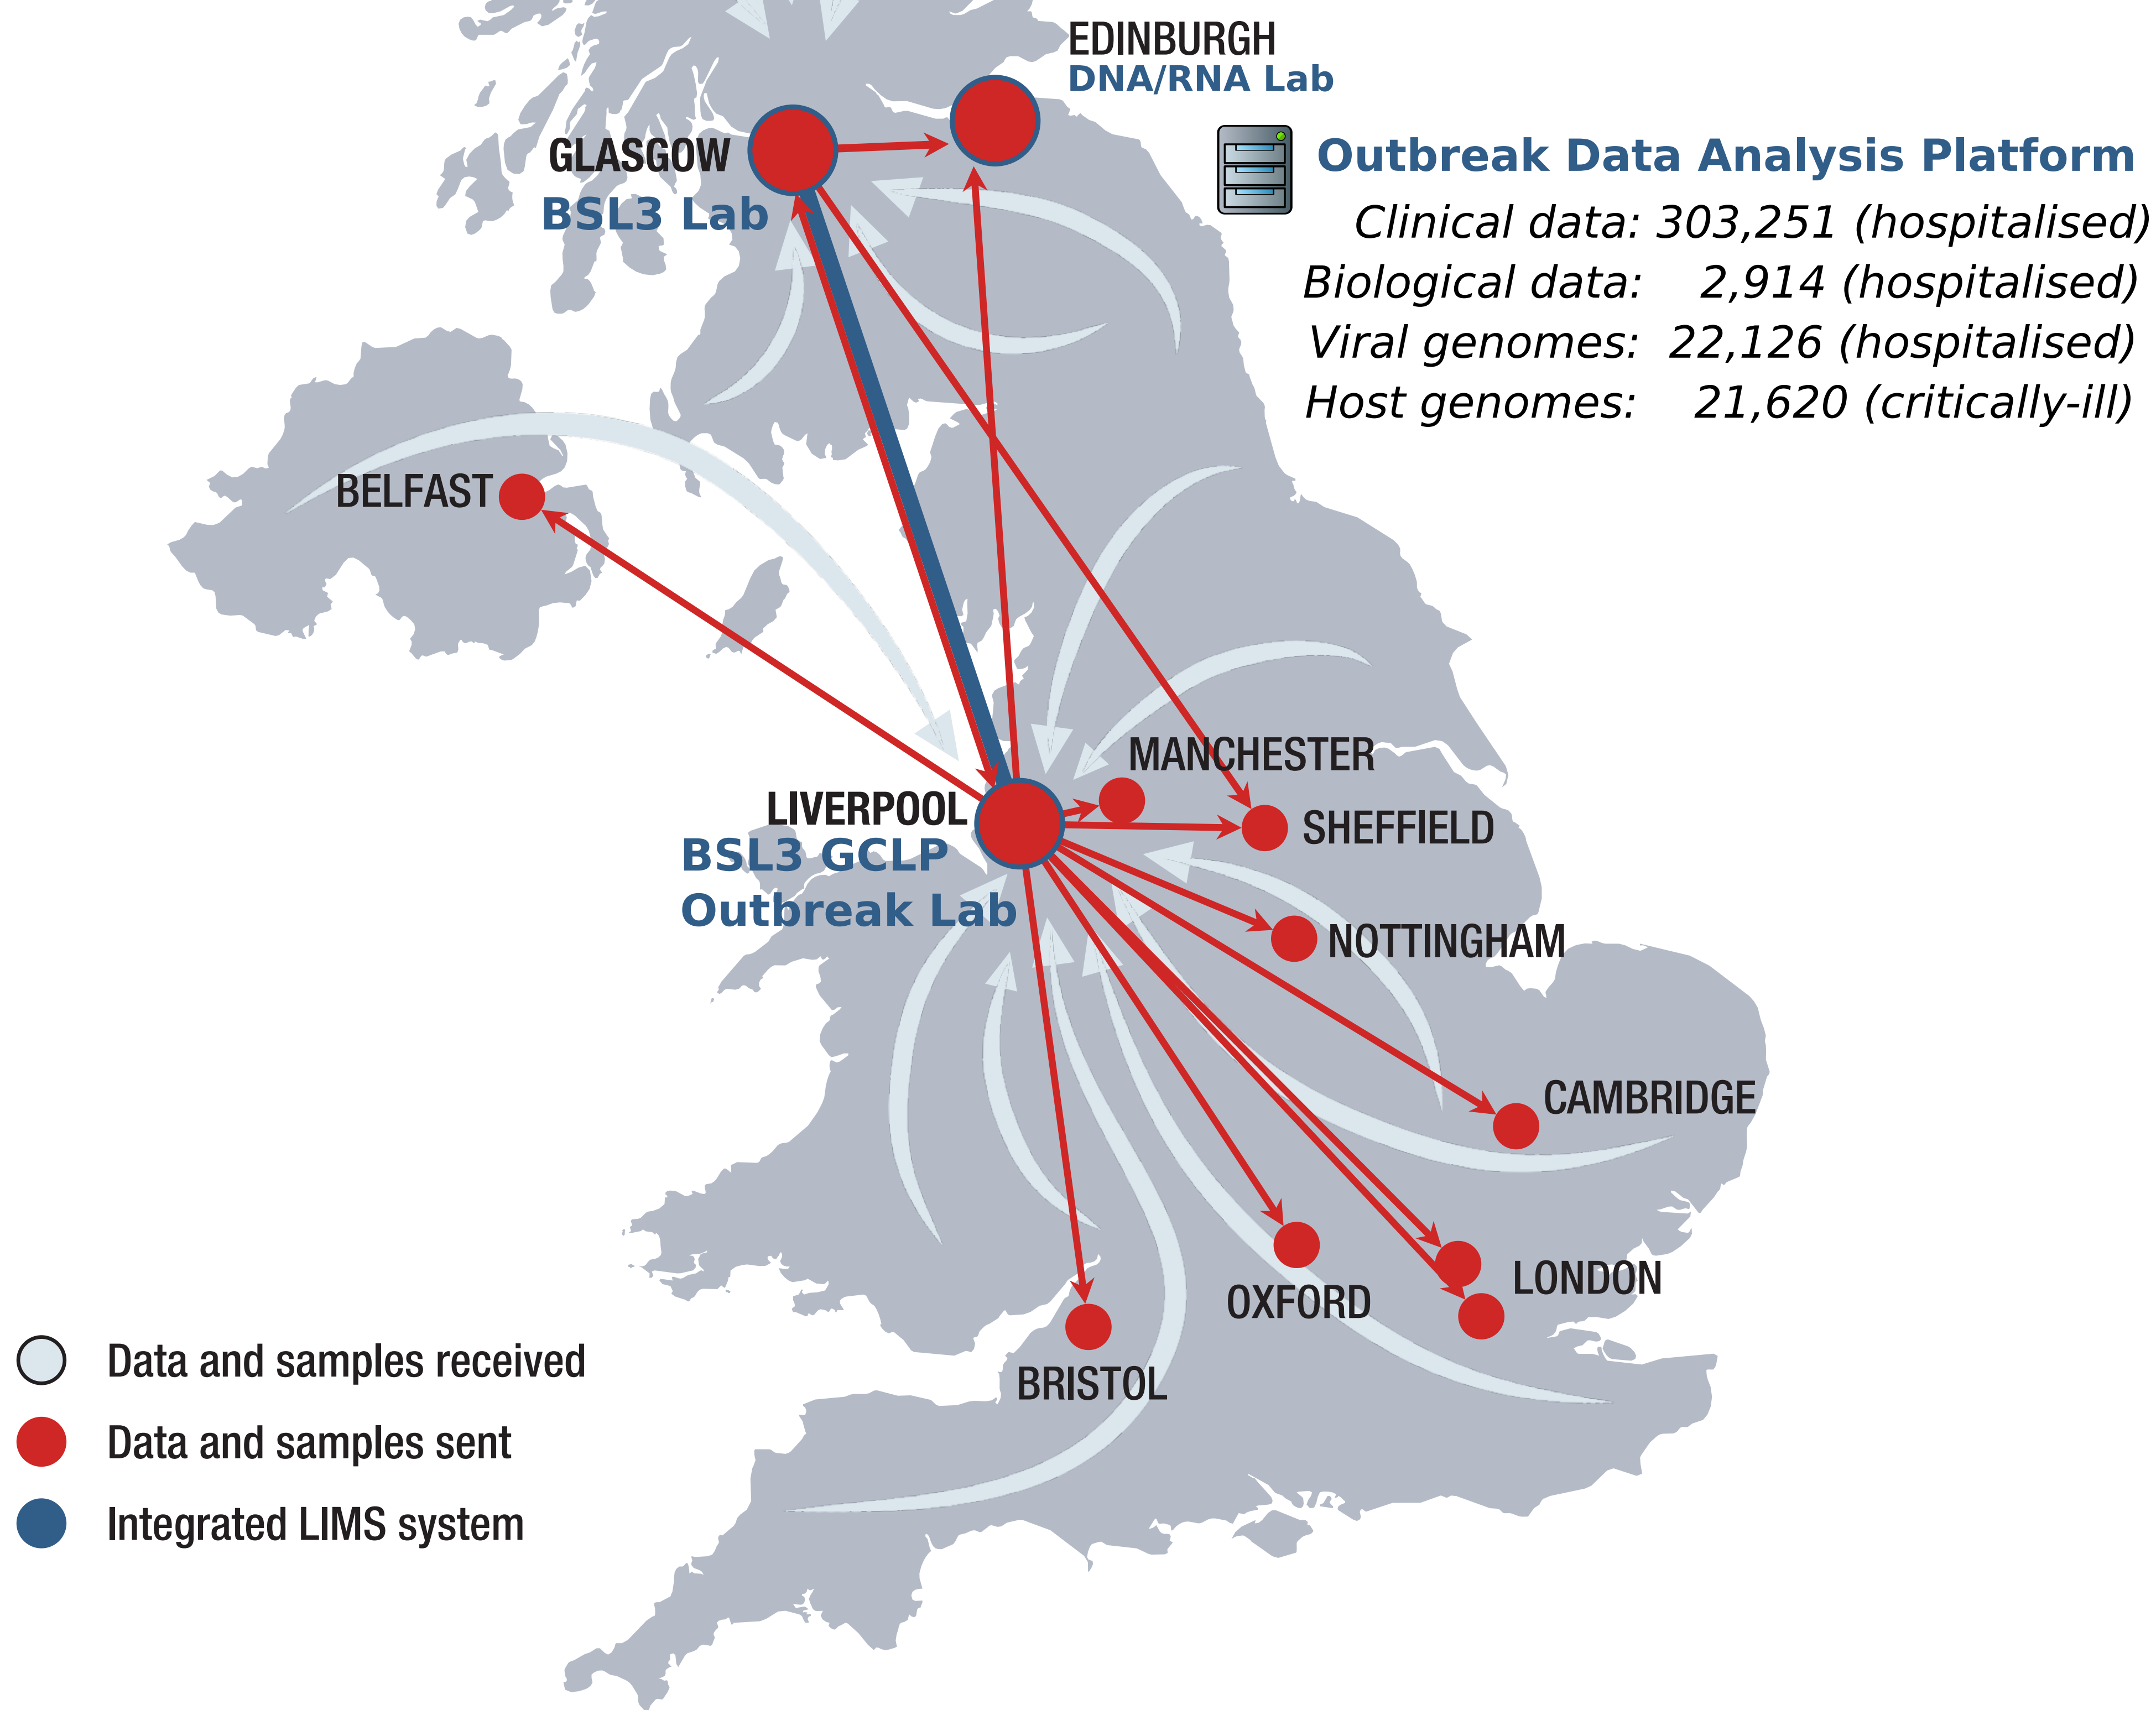 EDINBURGH
DNA/RNA Lab
GLASGOW
BSL3 Lab
Outbreak Data Analysis Platform
Clinical data: 303,251 (hospitalised)
Biological data: 2,914 (hospitalised)
Viral genomes: 22,126 (hospitalised)
Host genomes: 21,620 (critically-ill)
BELFAST
MANCHESTER
LIVERPOOL
BSL3 GCLP
Outbreak Lab
SHEFFIELD
NOTTINGHAM
CAMBRIDGE
LONDON
OXFORD
BRISTOL
Data and samples received
Data and samples sent
Integrated LIMS system